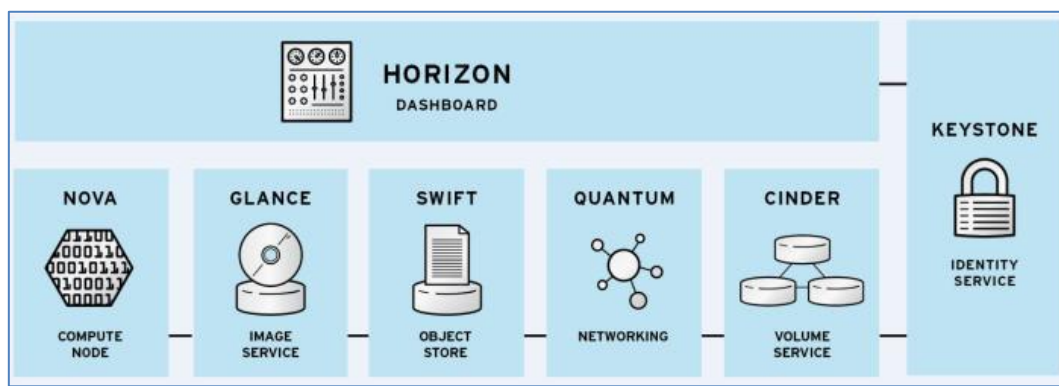 HORIZON
DASHBOARD
KEYSTONE
IDENTITY
SERVICE
NOVA
COMPUTE
NODE
GLANCE
IMAGE
SERVICE
SWIFT
OBJECT
STORE
QUANTUM
NETWORKING
CINDER
VOLUME
SERVICE